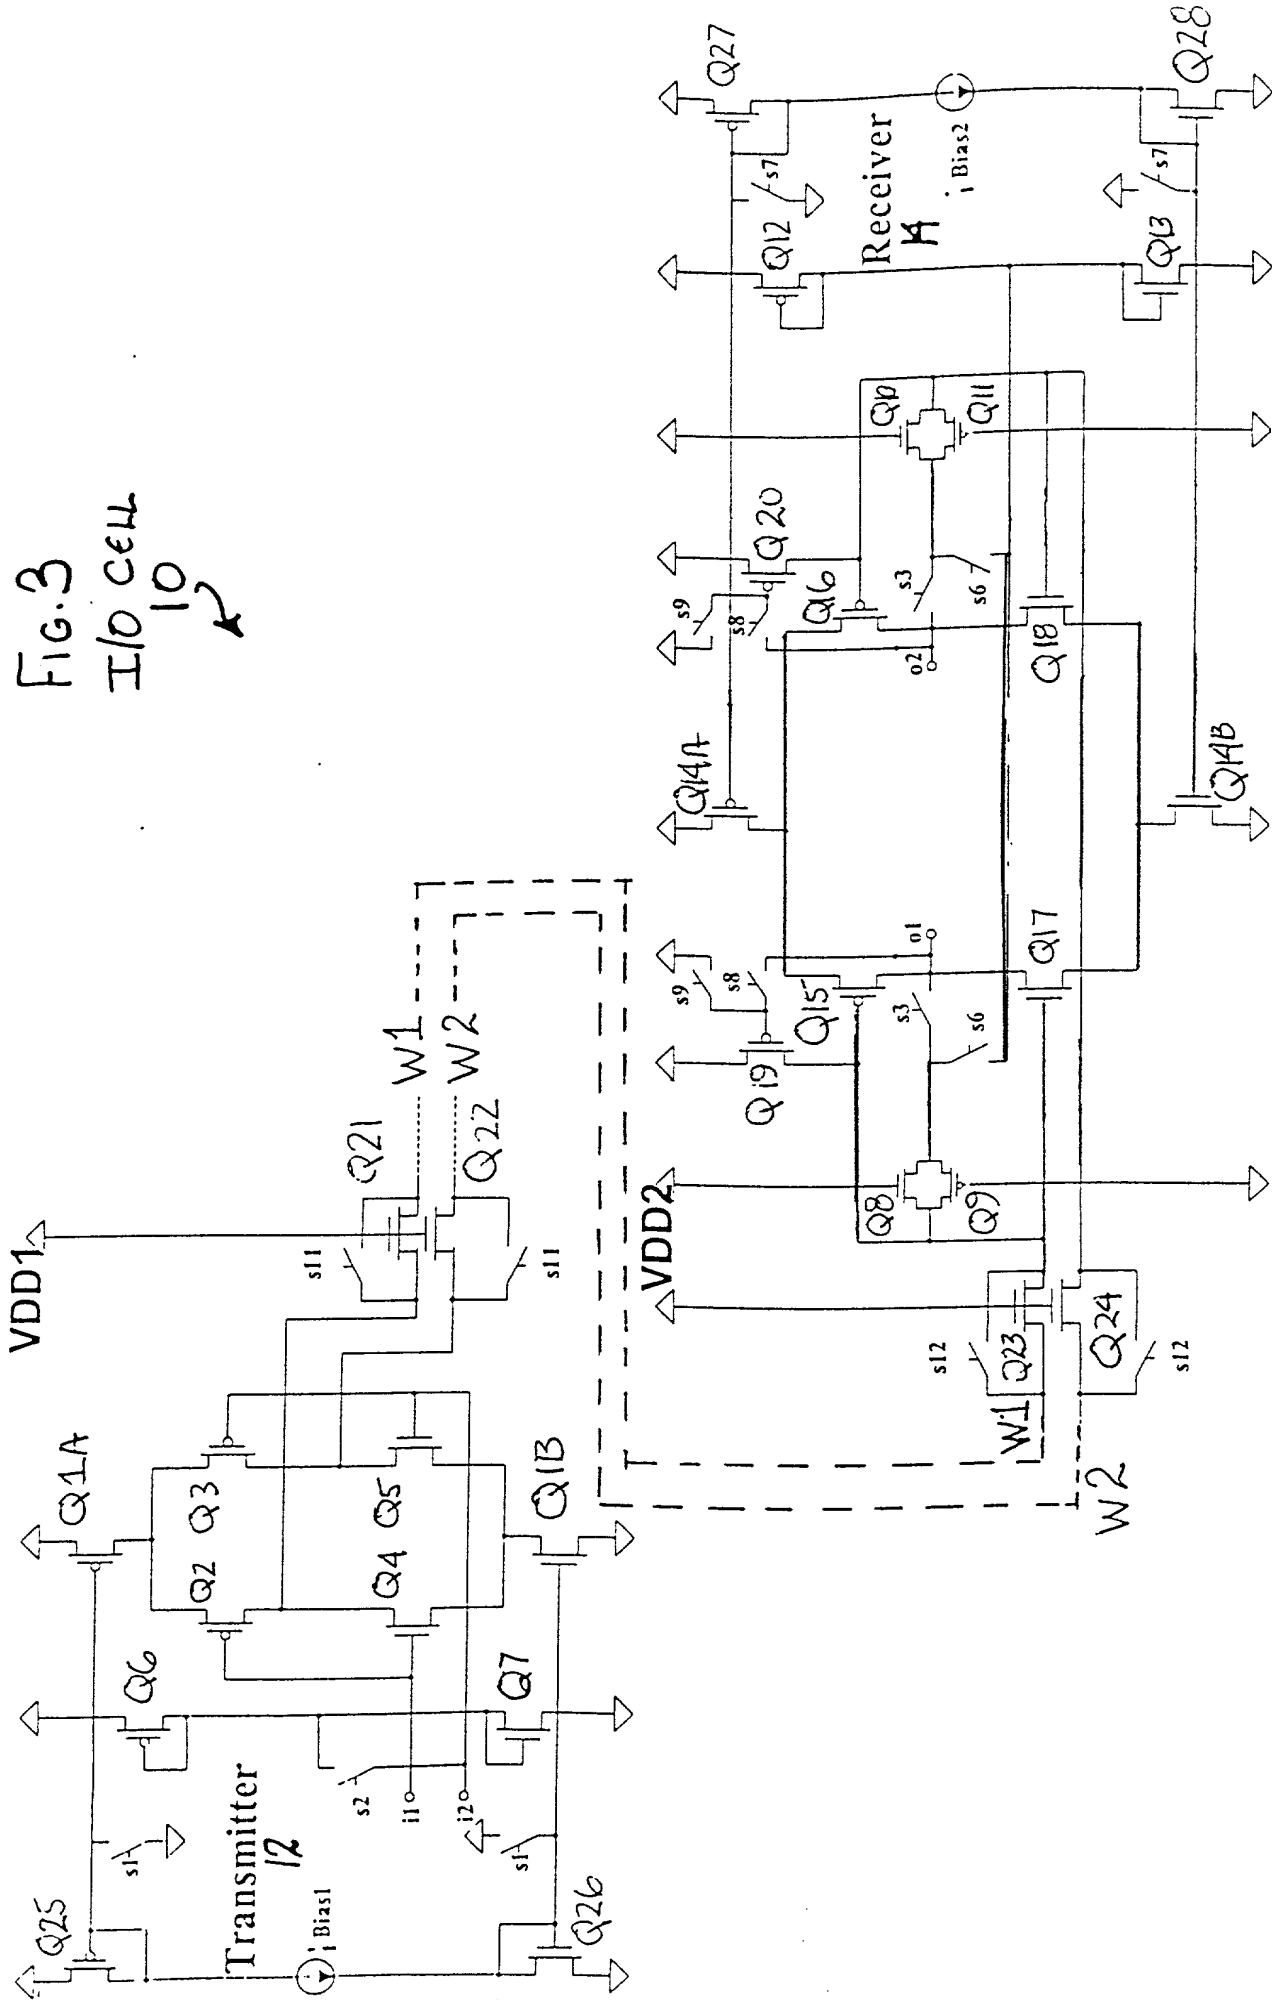 FIG.3
I/O CELL
10
VDD1
Q25
s1
Q6
Q1A
Q2
Q3
Transmitter
12
i Bias1
s2
i1
i2
s1
Q26
Q7
Q4
Q5
Q1B
s11
Q21
W1
W2
Q22
s11
VDD2
Q19
s9
s8
Q14A
s9
s8
Q20
Q12
s7
Q27
Q15
Q16
Q8
Q9
s3
o1
s6
o2
s3
s6
Q10
Q11
Receiver
14
i Bias2
s12
Q23
W1
W2
Q24
s12
Q17
Q18
Q14B
Q13
s7
Q28